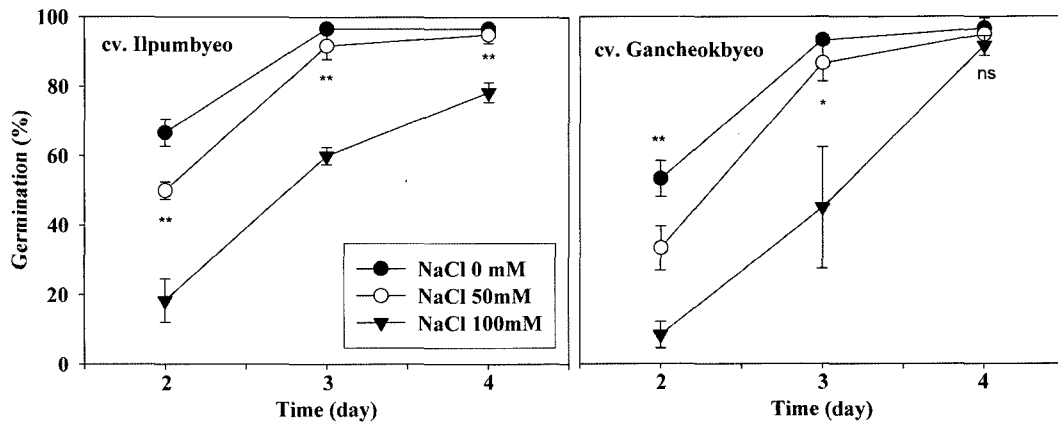 100
80
60
40
20
0
Germination (%)
cv. Ilpumbyeo
**
**
**
NaCl 0 mM
NaCl 50mM
NaCl 100mM
2
3
4
Time (day)
cv. Gancheokbyeo
**
*
ns
2
3
4
Time (day)